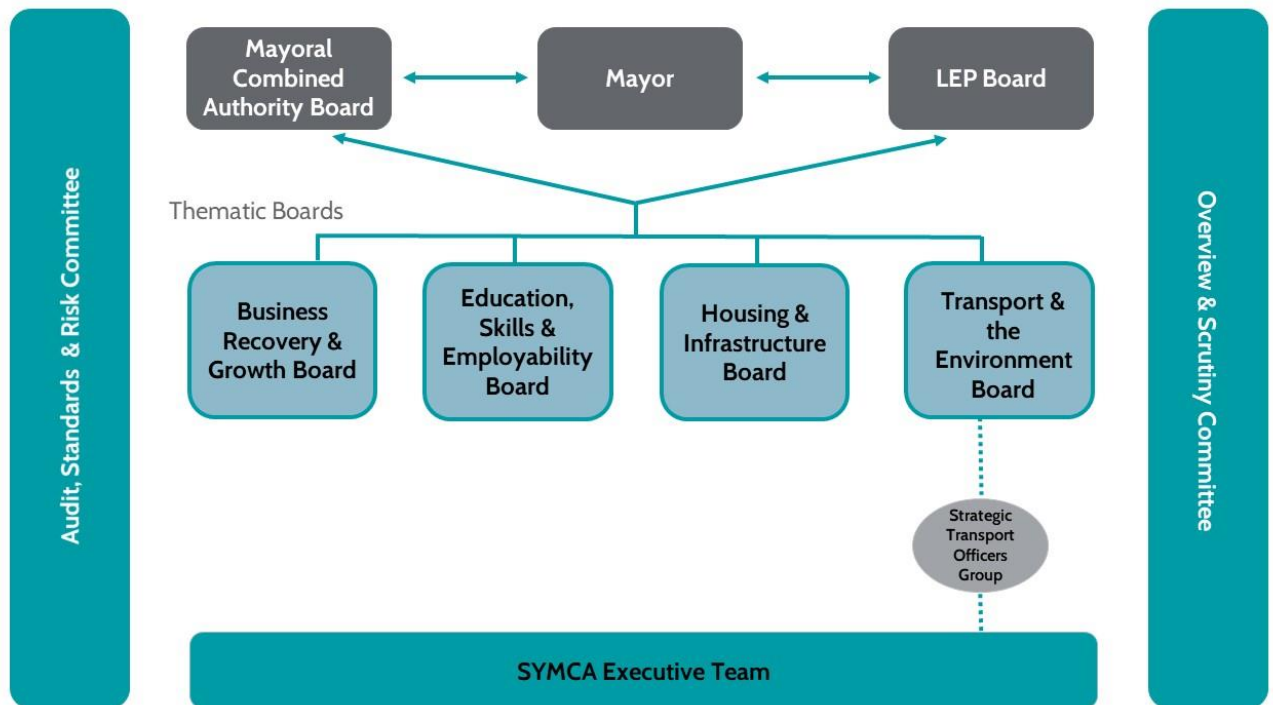 Audit, Standards & Risk Committee
Mayoral
Combined
Authority Board
Mayor
LEP Board
Thematic Boards
Business
Recovery &
Growth Board
Education,
Skills &
Employability
Board
Housing &
Infrastructure
Board
Transport &
the
Environment
Board
Strategic
Transport
Officers
Group
SYMCA Executive Team
Overview & Scrutiny Committee